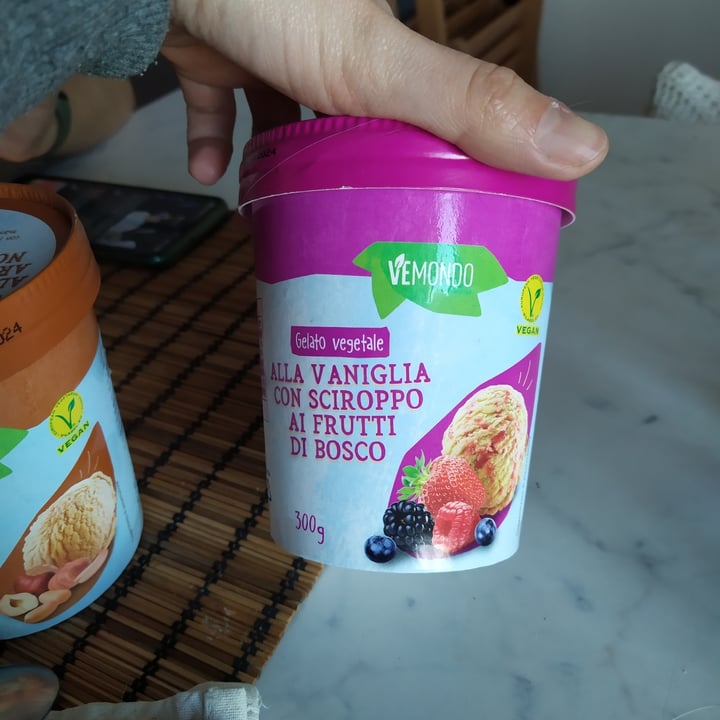 VEMONDO
VEGAN
Gelato vegetale
ALLA VANIGLIA
CON SCIROPPO
AI FRUTTI
DI BOSCO
300g
VEGAN